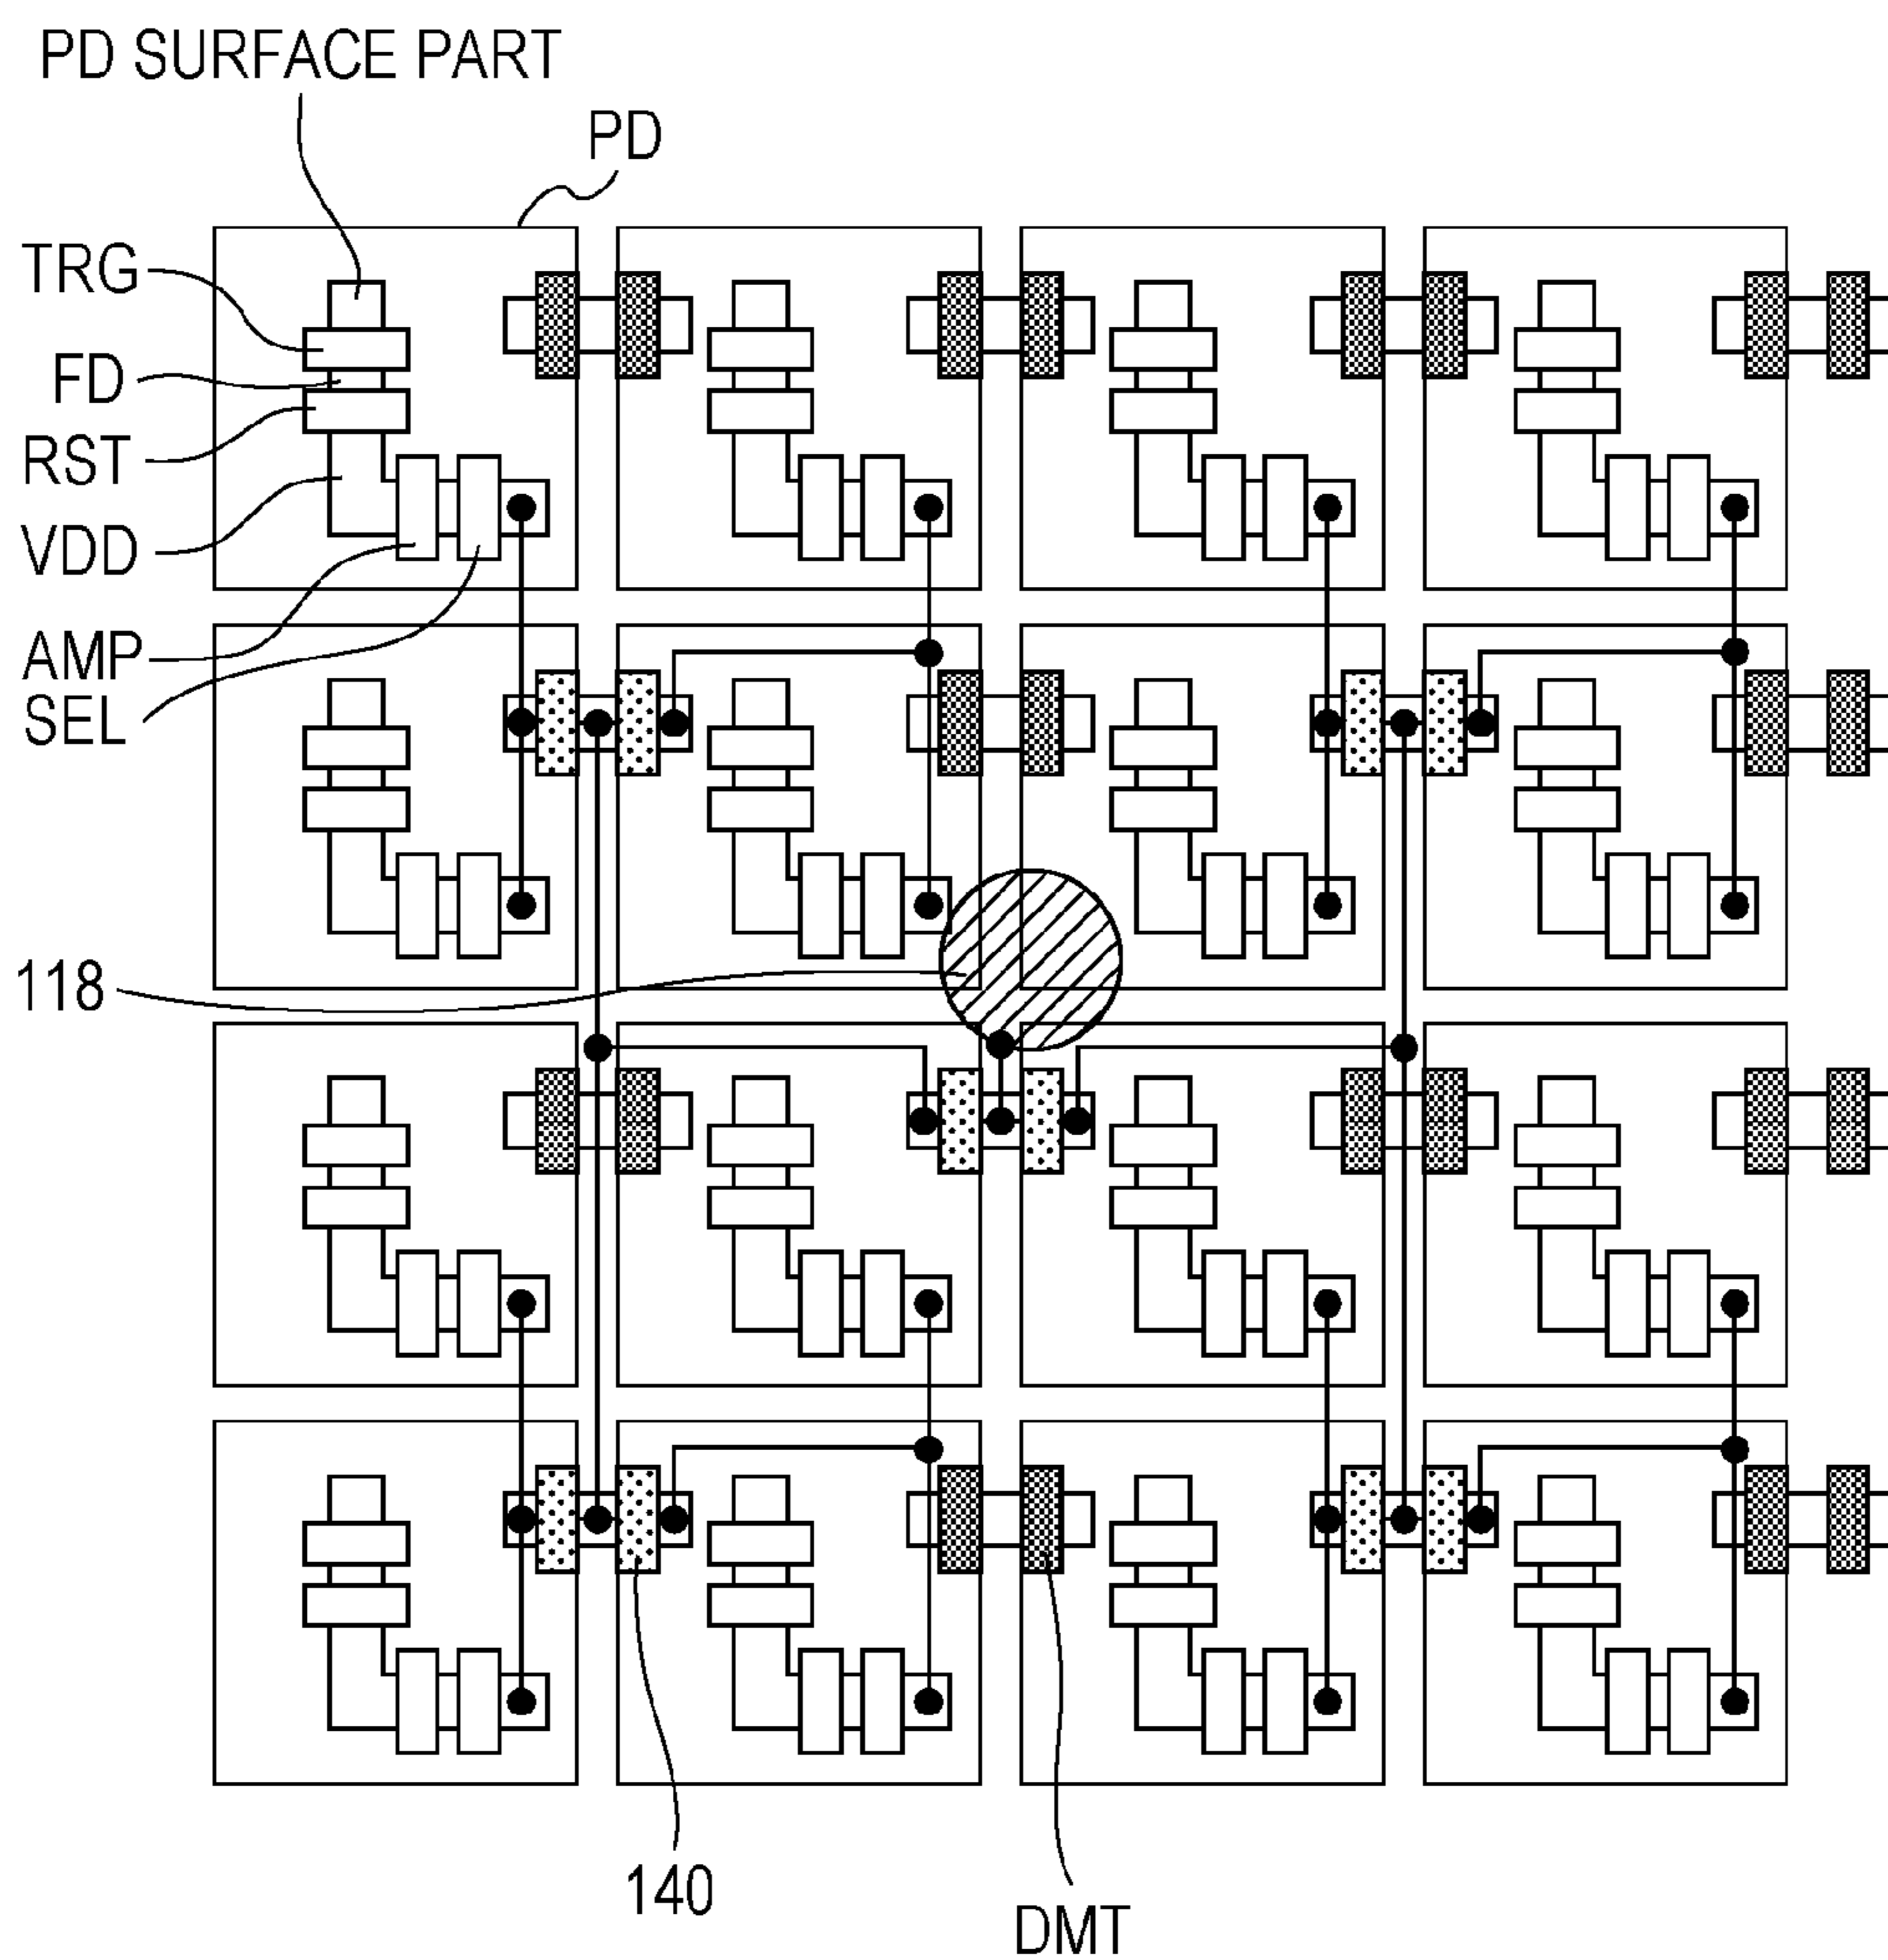 PD SURFACE PART
PD
TRG
FD
RST
VDD
AMP
SEL
118
140
DMT